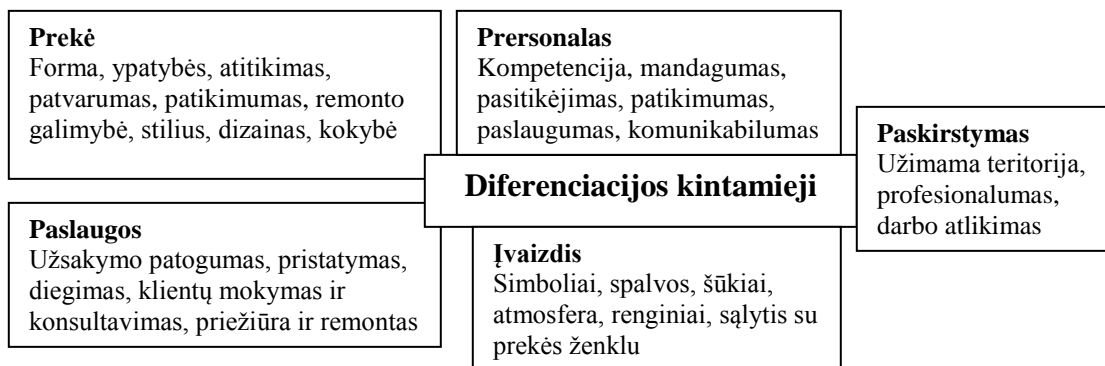 Prekė
Forma, ypatybės, atitikimas,
patvarumas, patikimumas, remonto
galimybė, stilius, dizainas, kokybė
Prersonalas
Kompetencija, mandagumas,
pasitikėjimas, patikimumas,
paslaugumas, komunikabilumas
Paskirstymas
Užimama teritorija,
profesionalumas,
darbo atlikimas
Diferenciacijos kintamieji
Paslaugos
Užsakymo patogumas, pristatymas,
diegimas, klientų mokymas ir
konsultavimas, priežiūra ir remontas
Įvaizdis
Simboliai, spalvos, šūkiai,
atmosfera, renginiai, sąlytis su
prekės ženklu